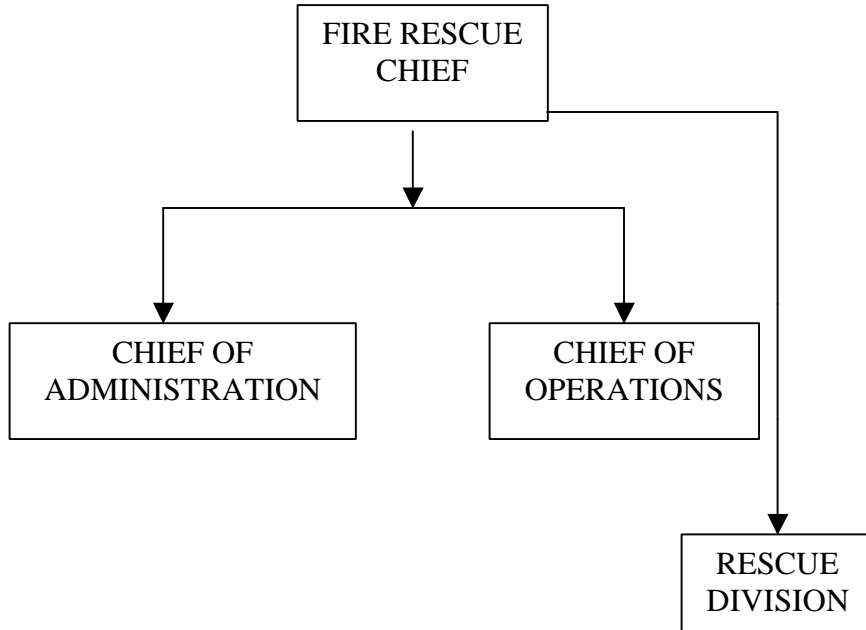 FIRE RESCUE
CHIEF
CHIEF OF
ADMINISTRATION
CHIEF OF
OPERATIONS
RESCUE
DIVISION